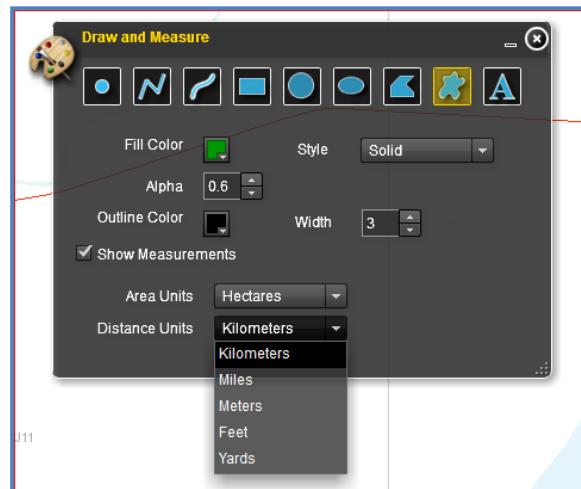 Draw and Measure
A
Fill Color
Style
Solid
Alpha
0.6
Outline Color
Width
3
Show Measurements
Area Units
Hectares
Distance Units
Kilometers
Kilometers
Miles
Meters
Feet
Yards
J11